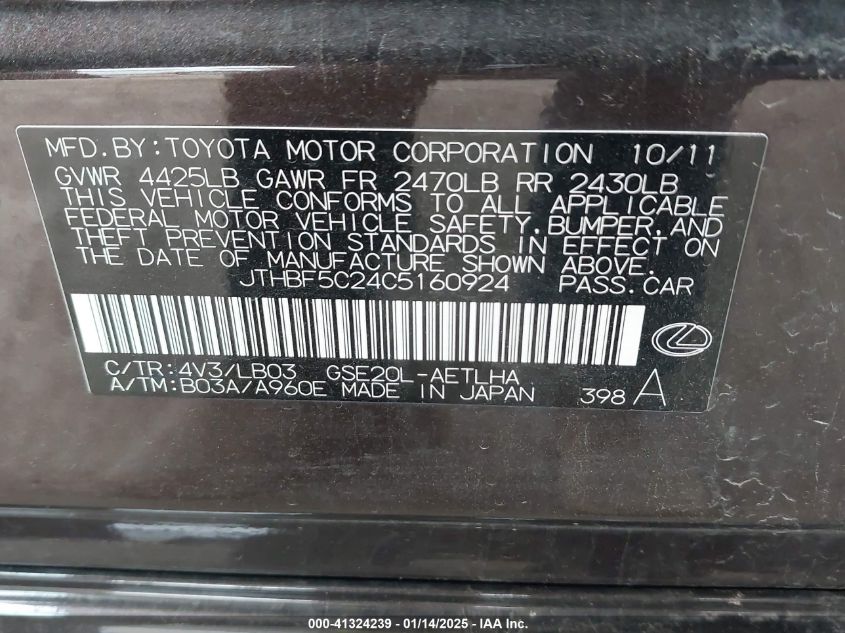 MFD.BY:TOYOTA MOTOR CORPORATION 10/11
GVWR 4425LB GAWR FR 2470LB RR 2430LB
THIS VEHICLE CONFORMS TO ALL APPLICABLE
FEDERAL MOTOR VEHICLE SAFETY,BUMPER,AND
THEFT PREVENTION STANDARDS IN EFFECT ON
THE DATE OF MANUFACTURE SHOWN ABOVE.
JTHBF5C24C5160924 PASS.CAR
C/TR:4V3/LB03 GSE20L-AETLHA
A/TM:B03A/A960E MADE IN JAPAN 398 A
000-41324239 - 01/14/2025 - IAA Inc.